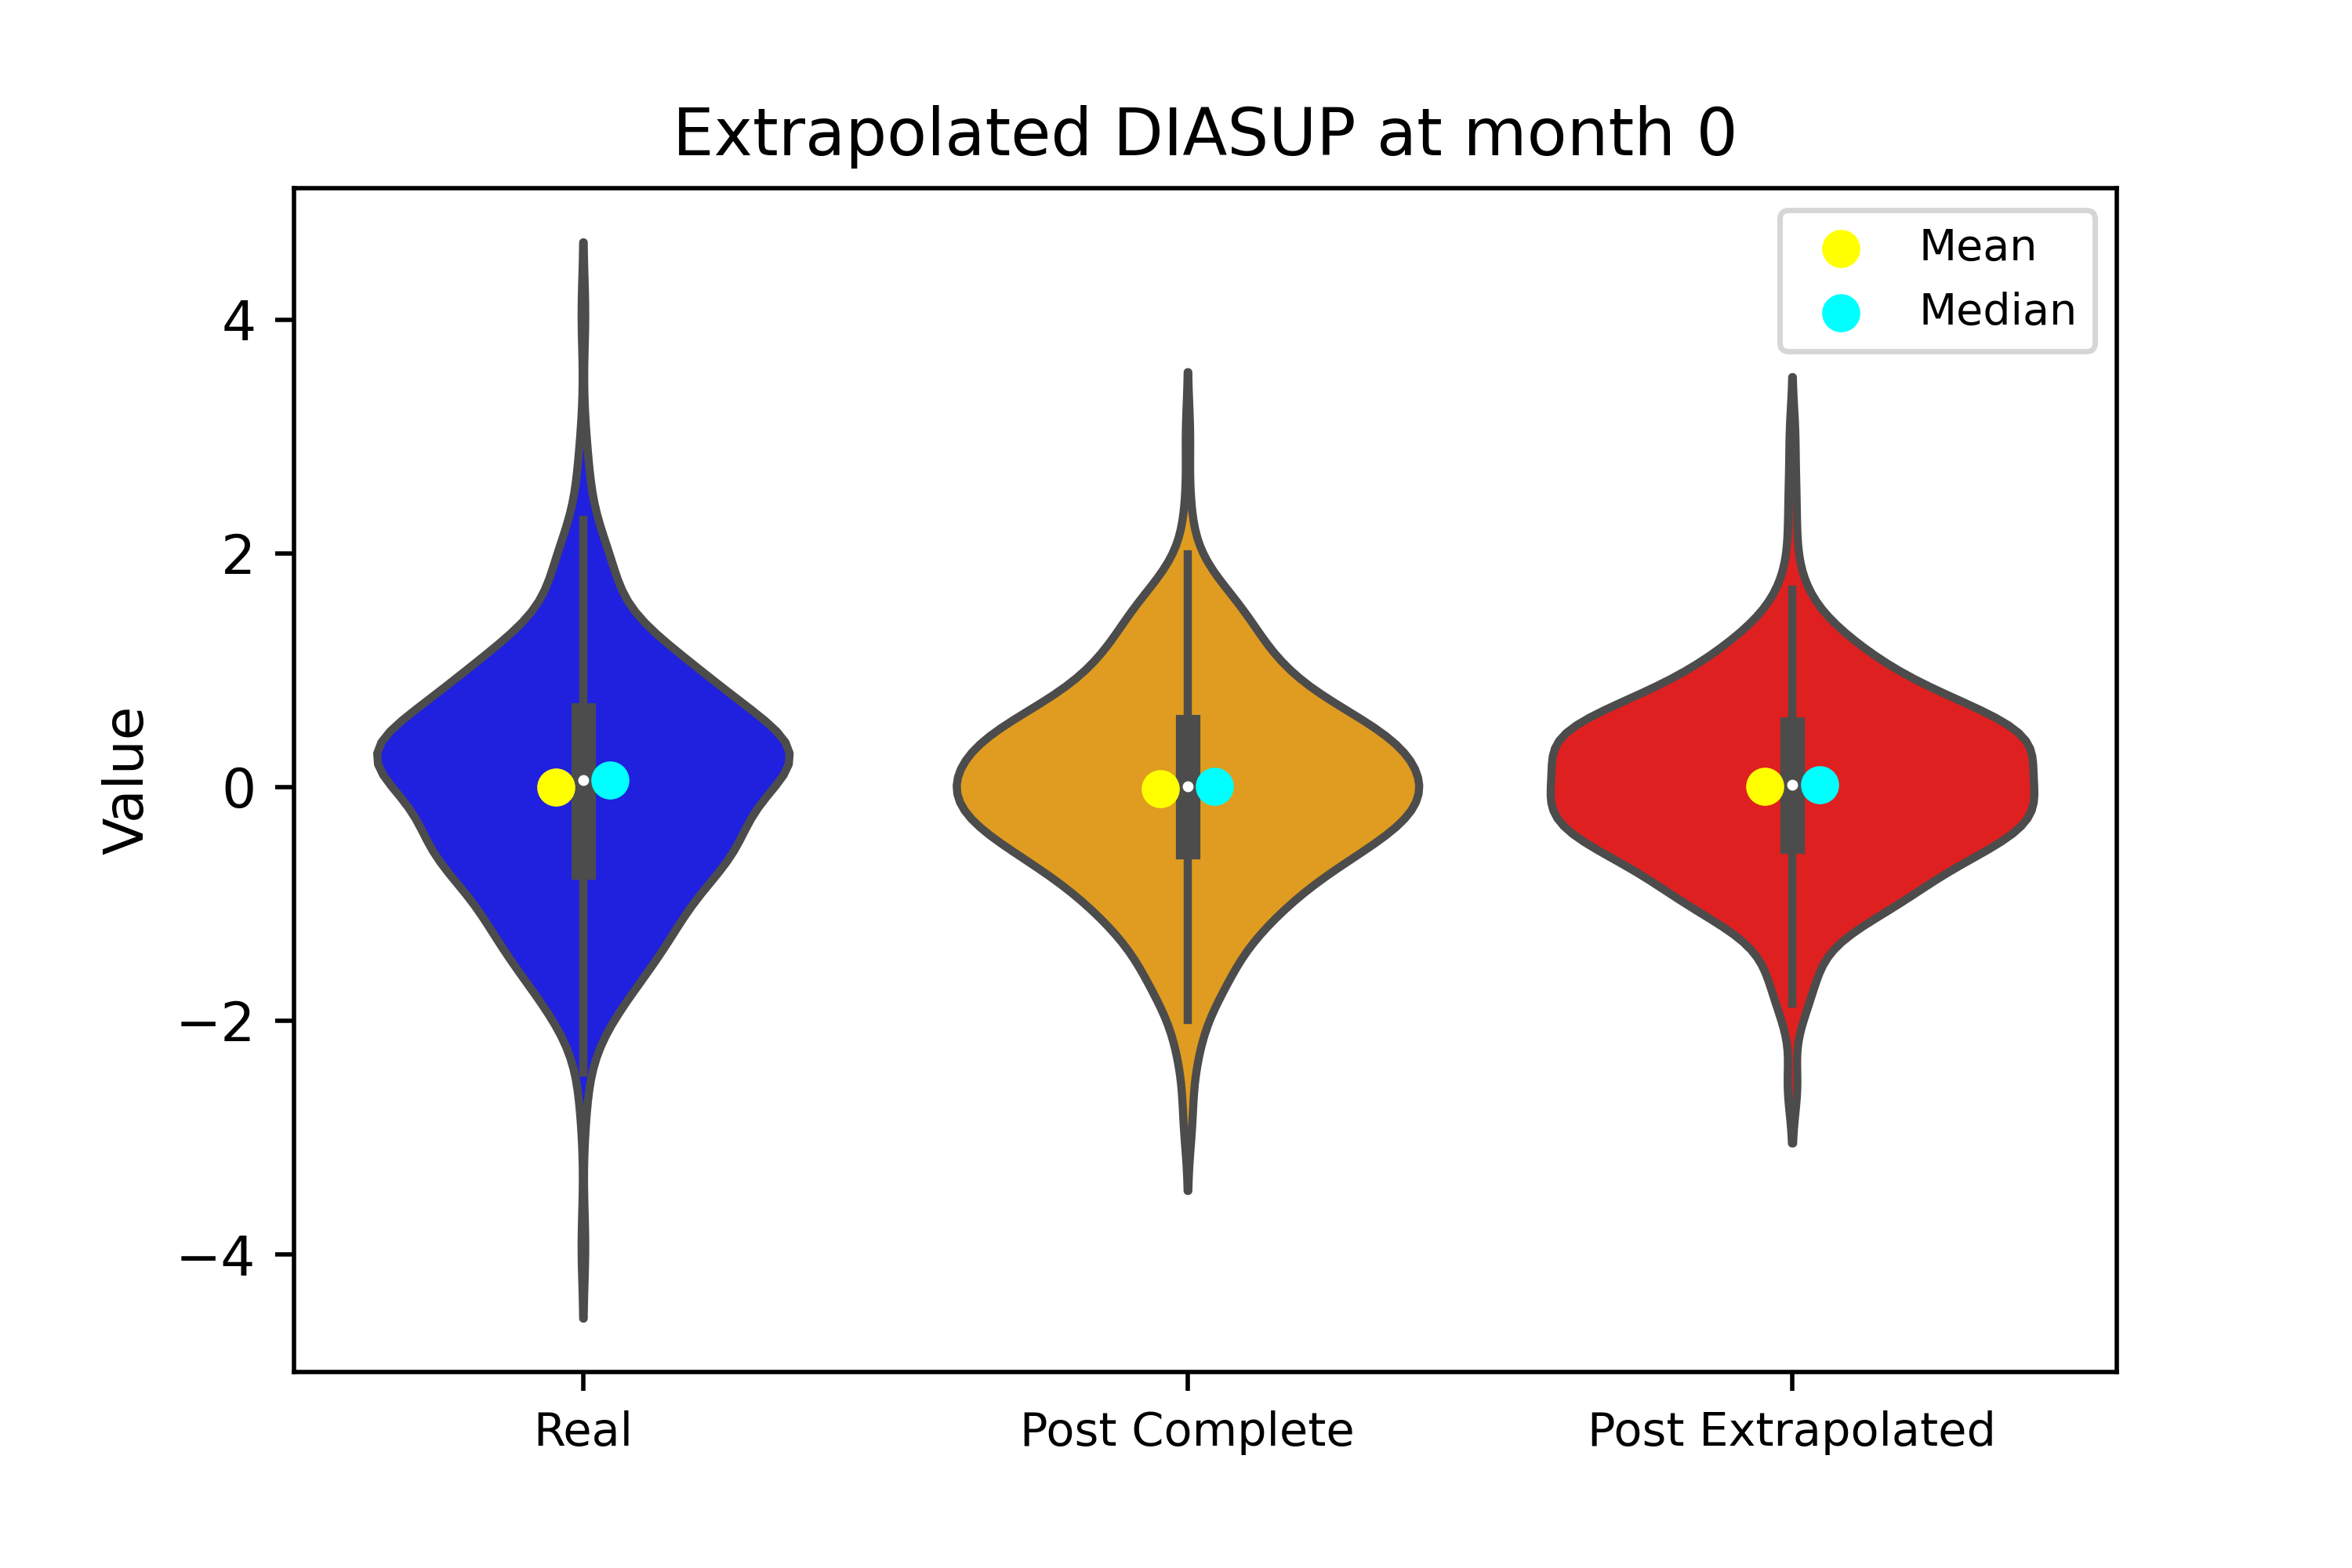 Extrapolated DIASUP at month 0
Mean
Median
Value
4
2
0
−2
−4
Real
Post Complete
Post Extrapolated